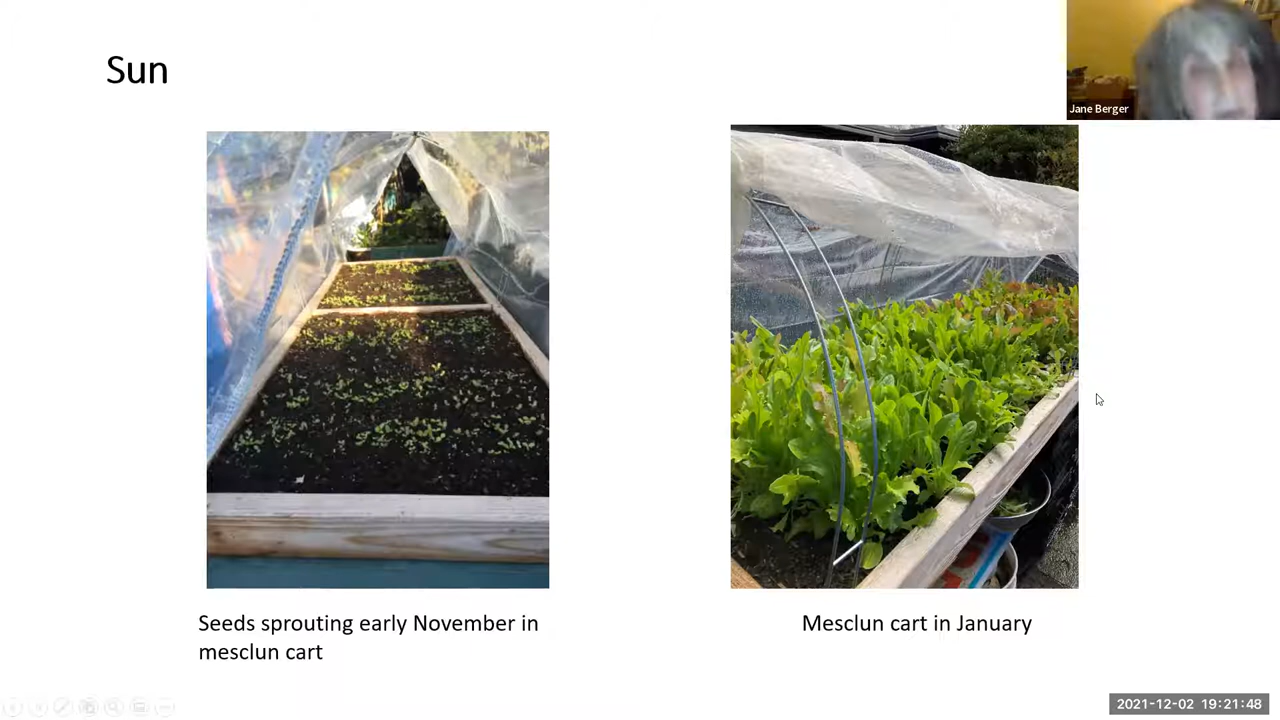 Sun
Jane Berger
Seeds sprouting early November in
mesclun cart
Mesclun cart in January
2021-12-02 19:21:48